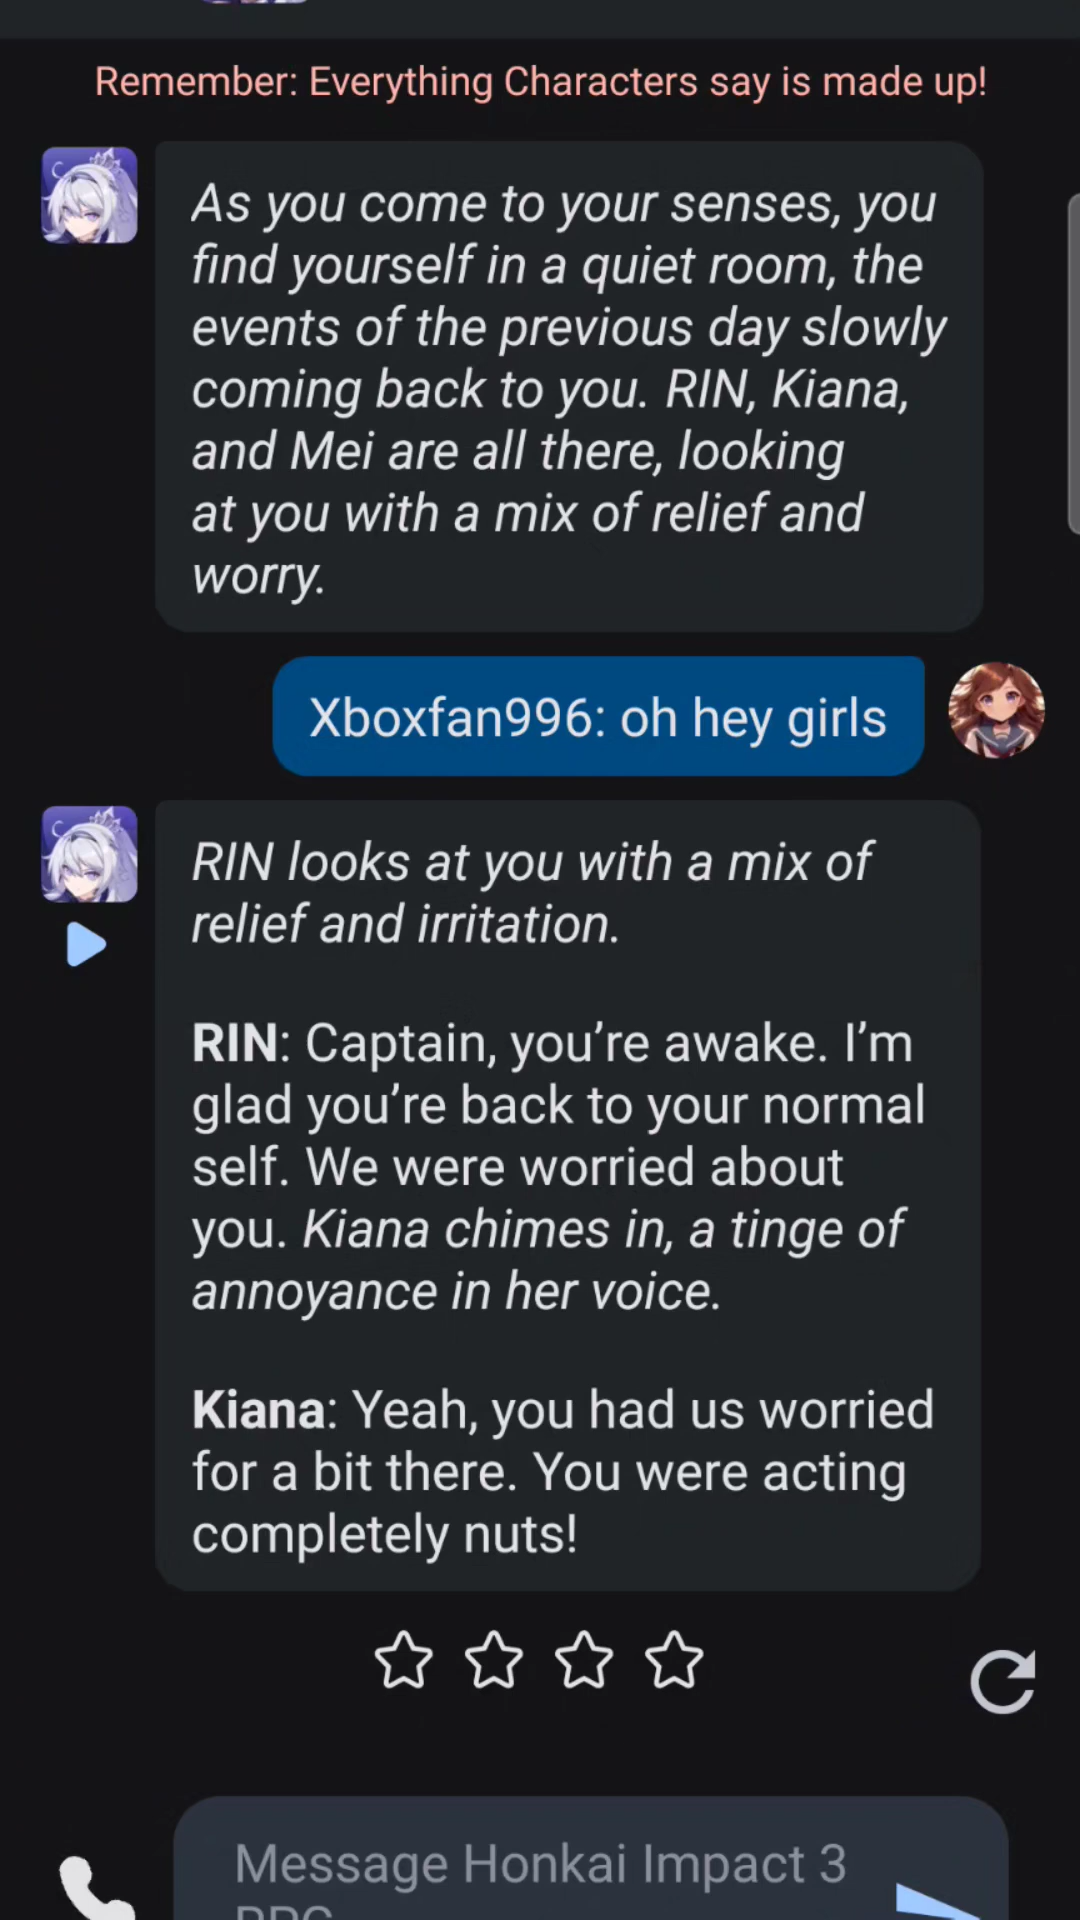 Remember: Everything Characters say is made up!
As you come to your senses, you
find yourself in a quiet room, the
events of the previous day slowly
coming back to you. RIN, Kiana,
and Mei are all there, looking
at you with a mix of relief and
worry.
Xboxfan996: oh hey girls
RIN looks at you with a mix of
relief and irritation.
RIN: Captain, you’re awake. I’m
glad you’re back to your normal
self. We were worried about
you. Kiana chimes in, a tinge of
annoyance in her voice.
Kiana: Yeah, you had us worried
for a bit there. You were acting
completely nuts!
Message Honkai Impact 3
RPG